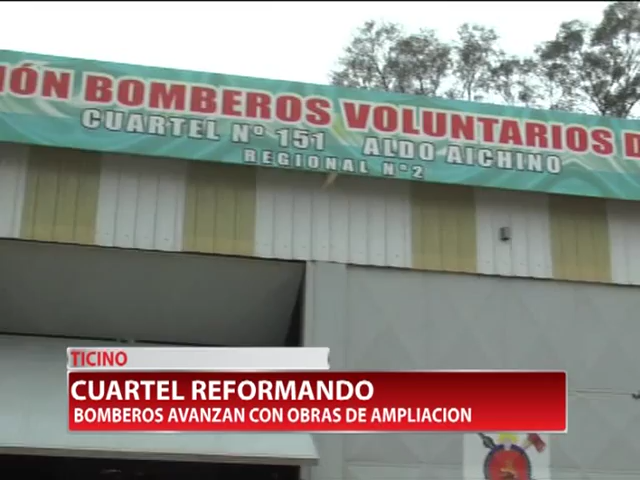 IÓN BOMBEROS VOLUNTARIOS D
CUARTEL Nº 151 ALDO AICHINO
REGIONAL Nº2
TICINO
CUARTEL REFORMANDO
BOMBEROS AVANZAN CON OBRAS DE AMPLIACION